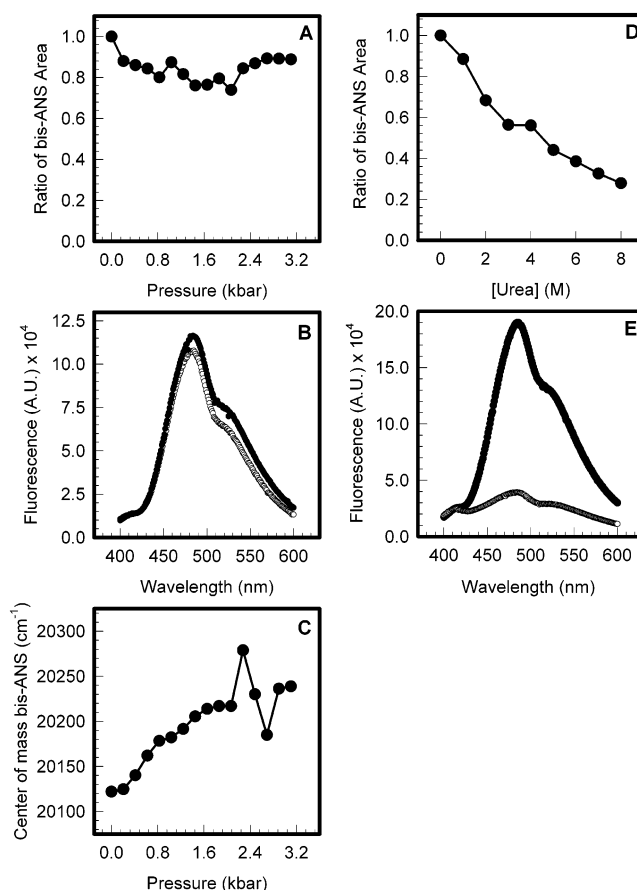 A
Ratio of bis-ANS Area
1.0
0.8
0.6
0.4
0.2
0.0
0.0 0.8 1.6 2.4 3.2
Pressure (kbar)
D
Ratio of bis-ANS Area
1.0
0.8
0.6
0.4
0.2
0.0
0 2 4 6 8
[Urea] (M)
B
Fluorescence (A.U.) x 10⁴
12.5
10.0
7.5
5.0
2.5
0.0
400 450 500 550 600
Wavelength (nm)
E
Fluorescence (A.U.) x 10⁴
20.0
15.0
10.0
5.0
0.0
400 450 500 550 600
Wavelength (nm)
C
Center of mass bis-ANS (cm⁻¹)
20300
20250
20200
20150
20100
0.0 0.8 1.6 2.4 3.2
Pressure (kbar)